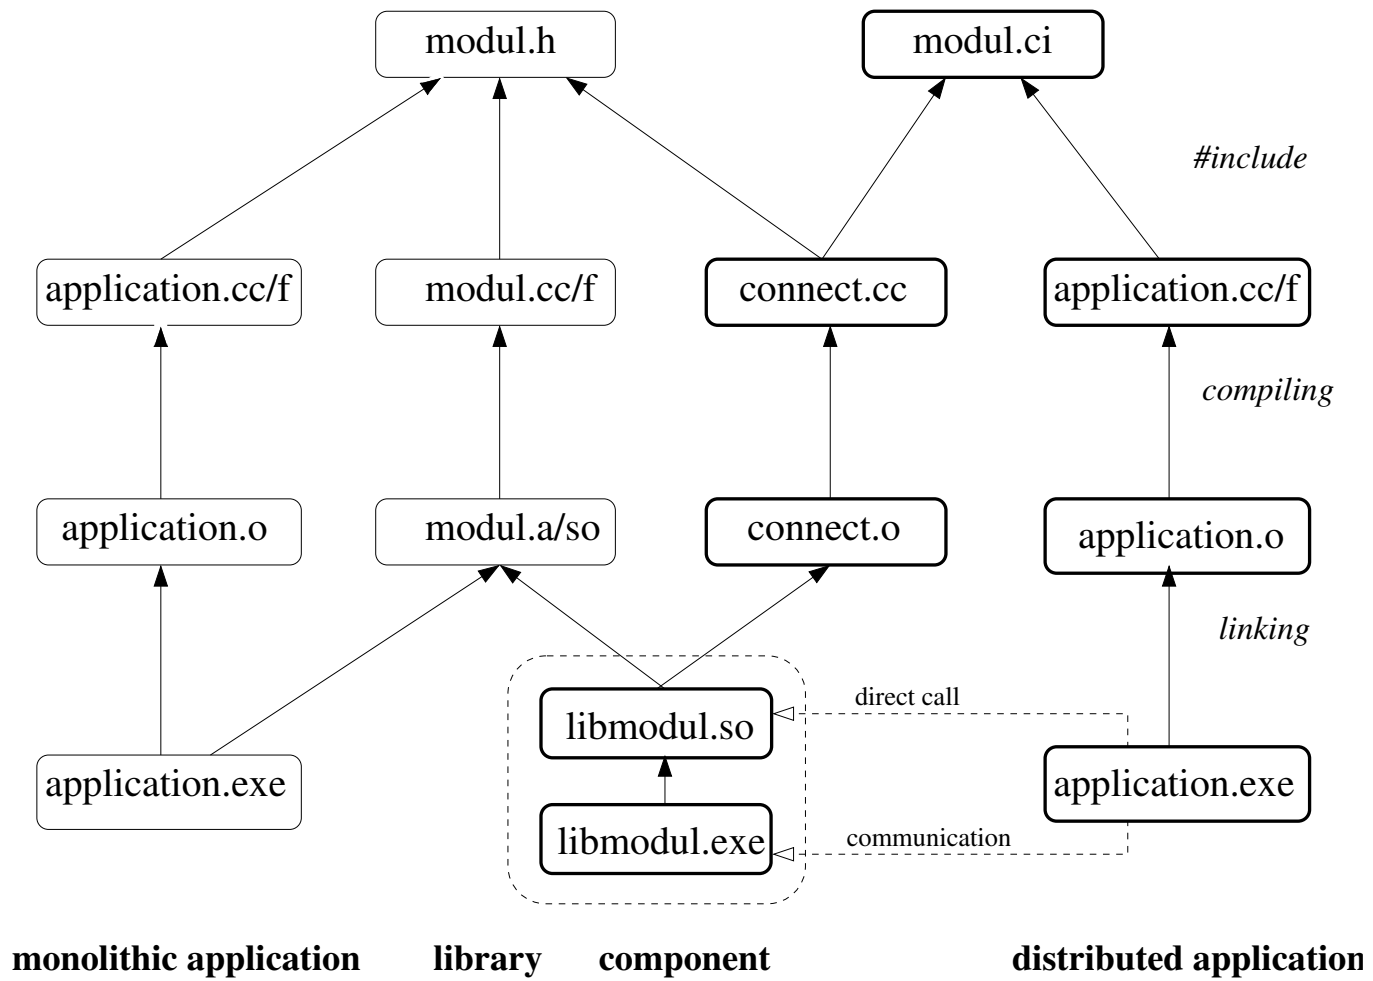 modul.h
modul.ci
#include
application.cc/f
modul.cc/f
connect.cc
application.cc/f
compiling
application.o
modul.a/so
connect.o
application.o
linking
direct call
libmodul.so
application.exe
application.exe
communication
libmodul.exe
monolithic application
library
component
distributed application